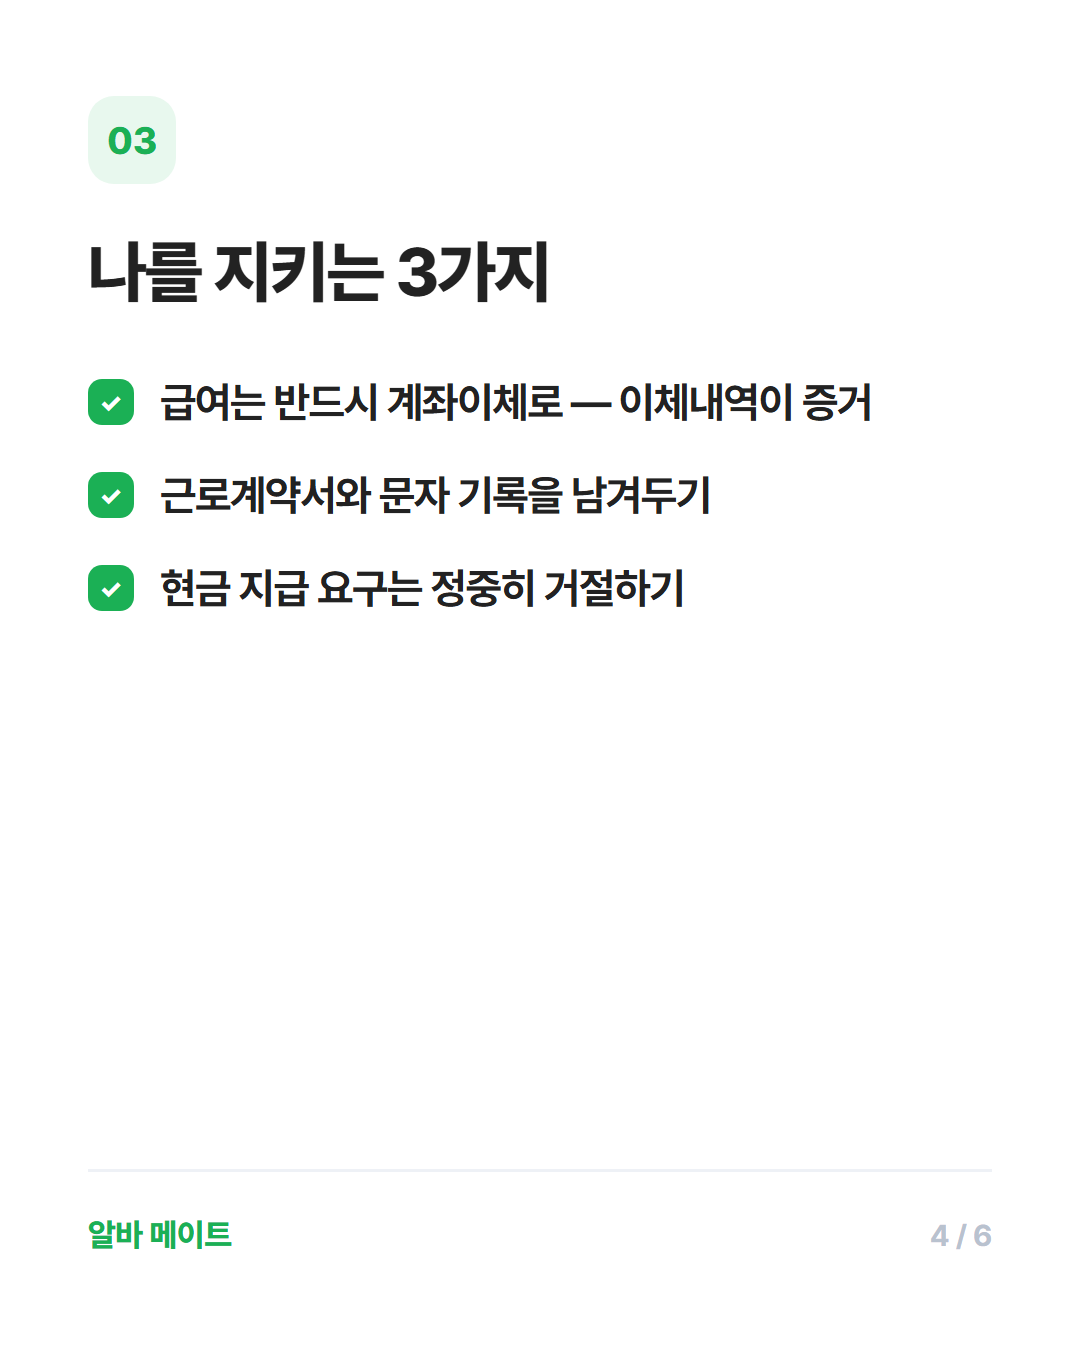 03
나를 지키는 3가지
급여는 반드시 계좌이체로 — 이체내역이 증거
근로계약서와 문자 기록을 남겨두기
현금 지급 요구는 정중히 거절하기
알바 메이트
4 / 6